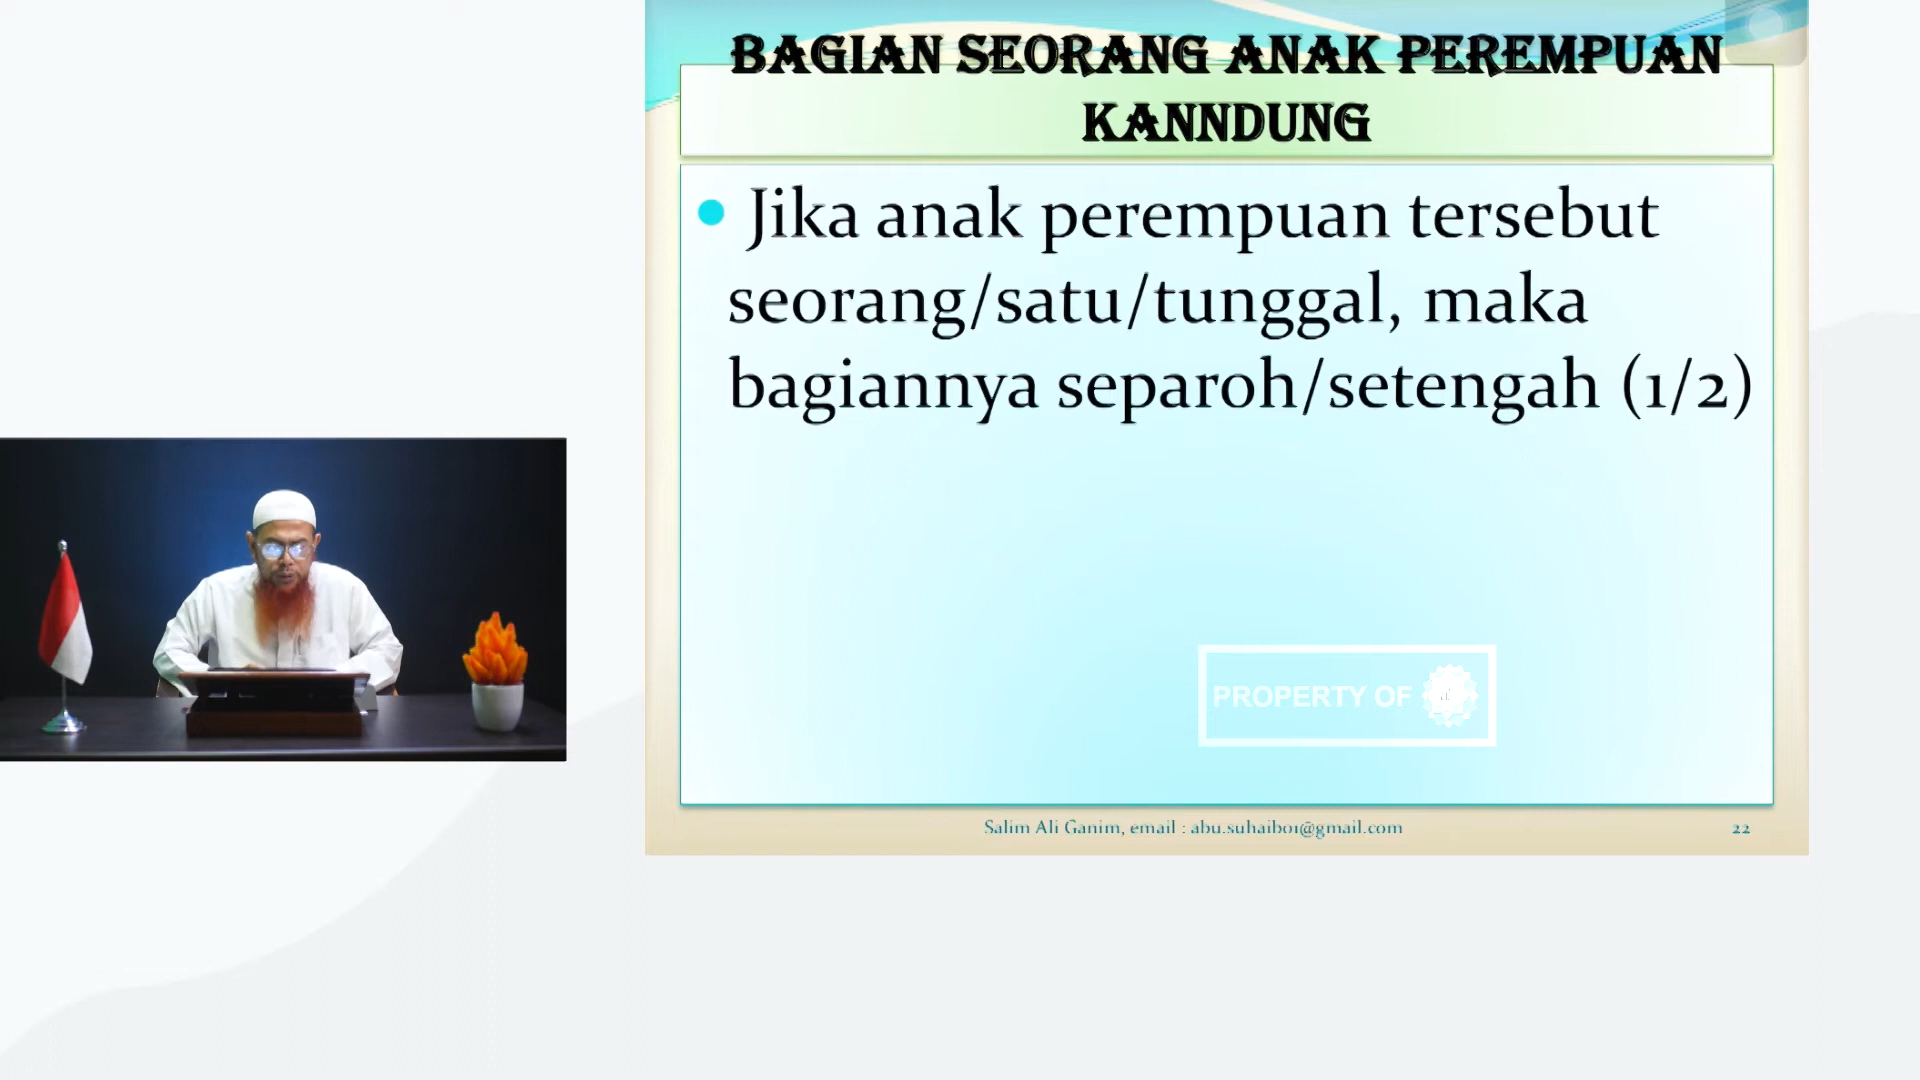 BAGIAN SEORANG ANAK PEREMPUAN
KANNDUNG
• Jika anak perempuan tersebut
seorang/satu/tunggal, maka
bagiannya separoh/setengah (1/2)
PROPERTY OF
Salim Ali Ganim, email : abu.suhaib01@gmail.com
22